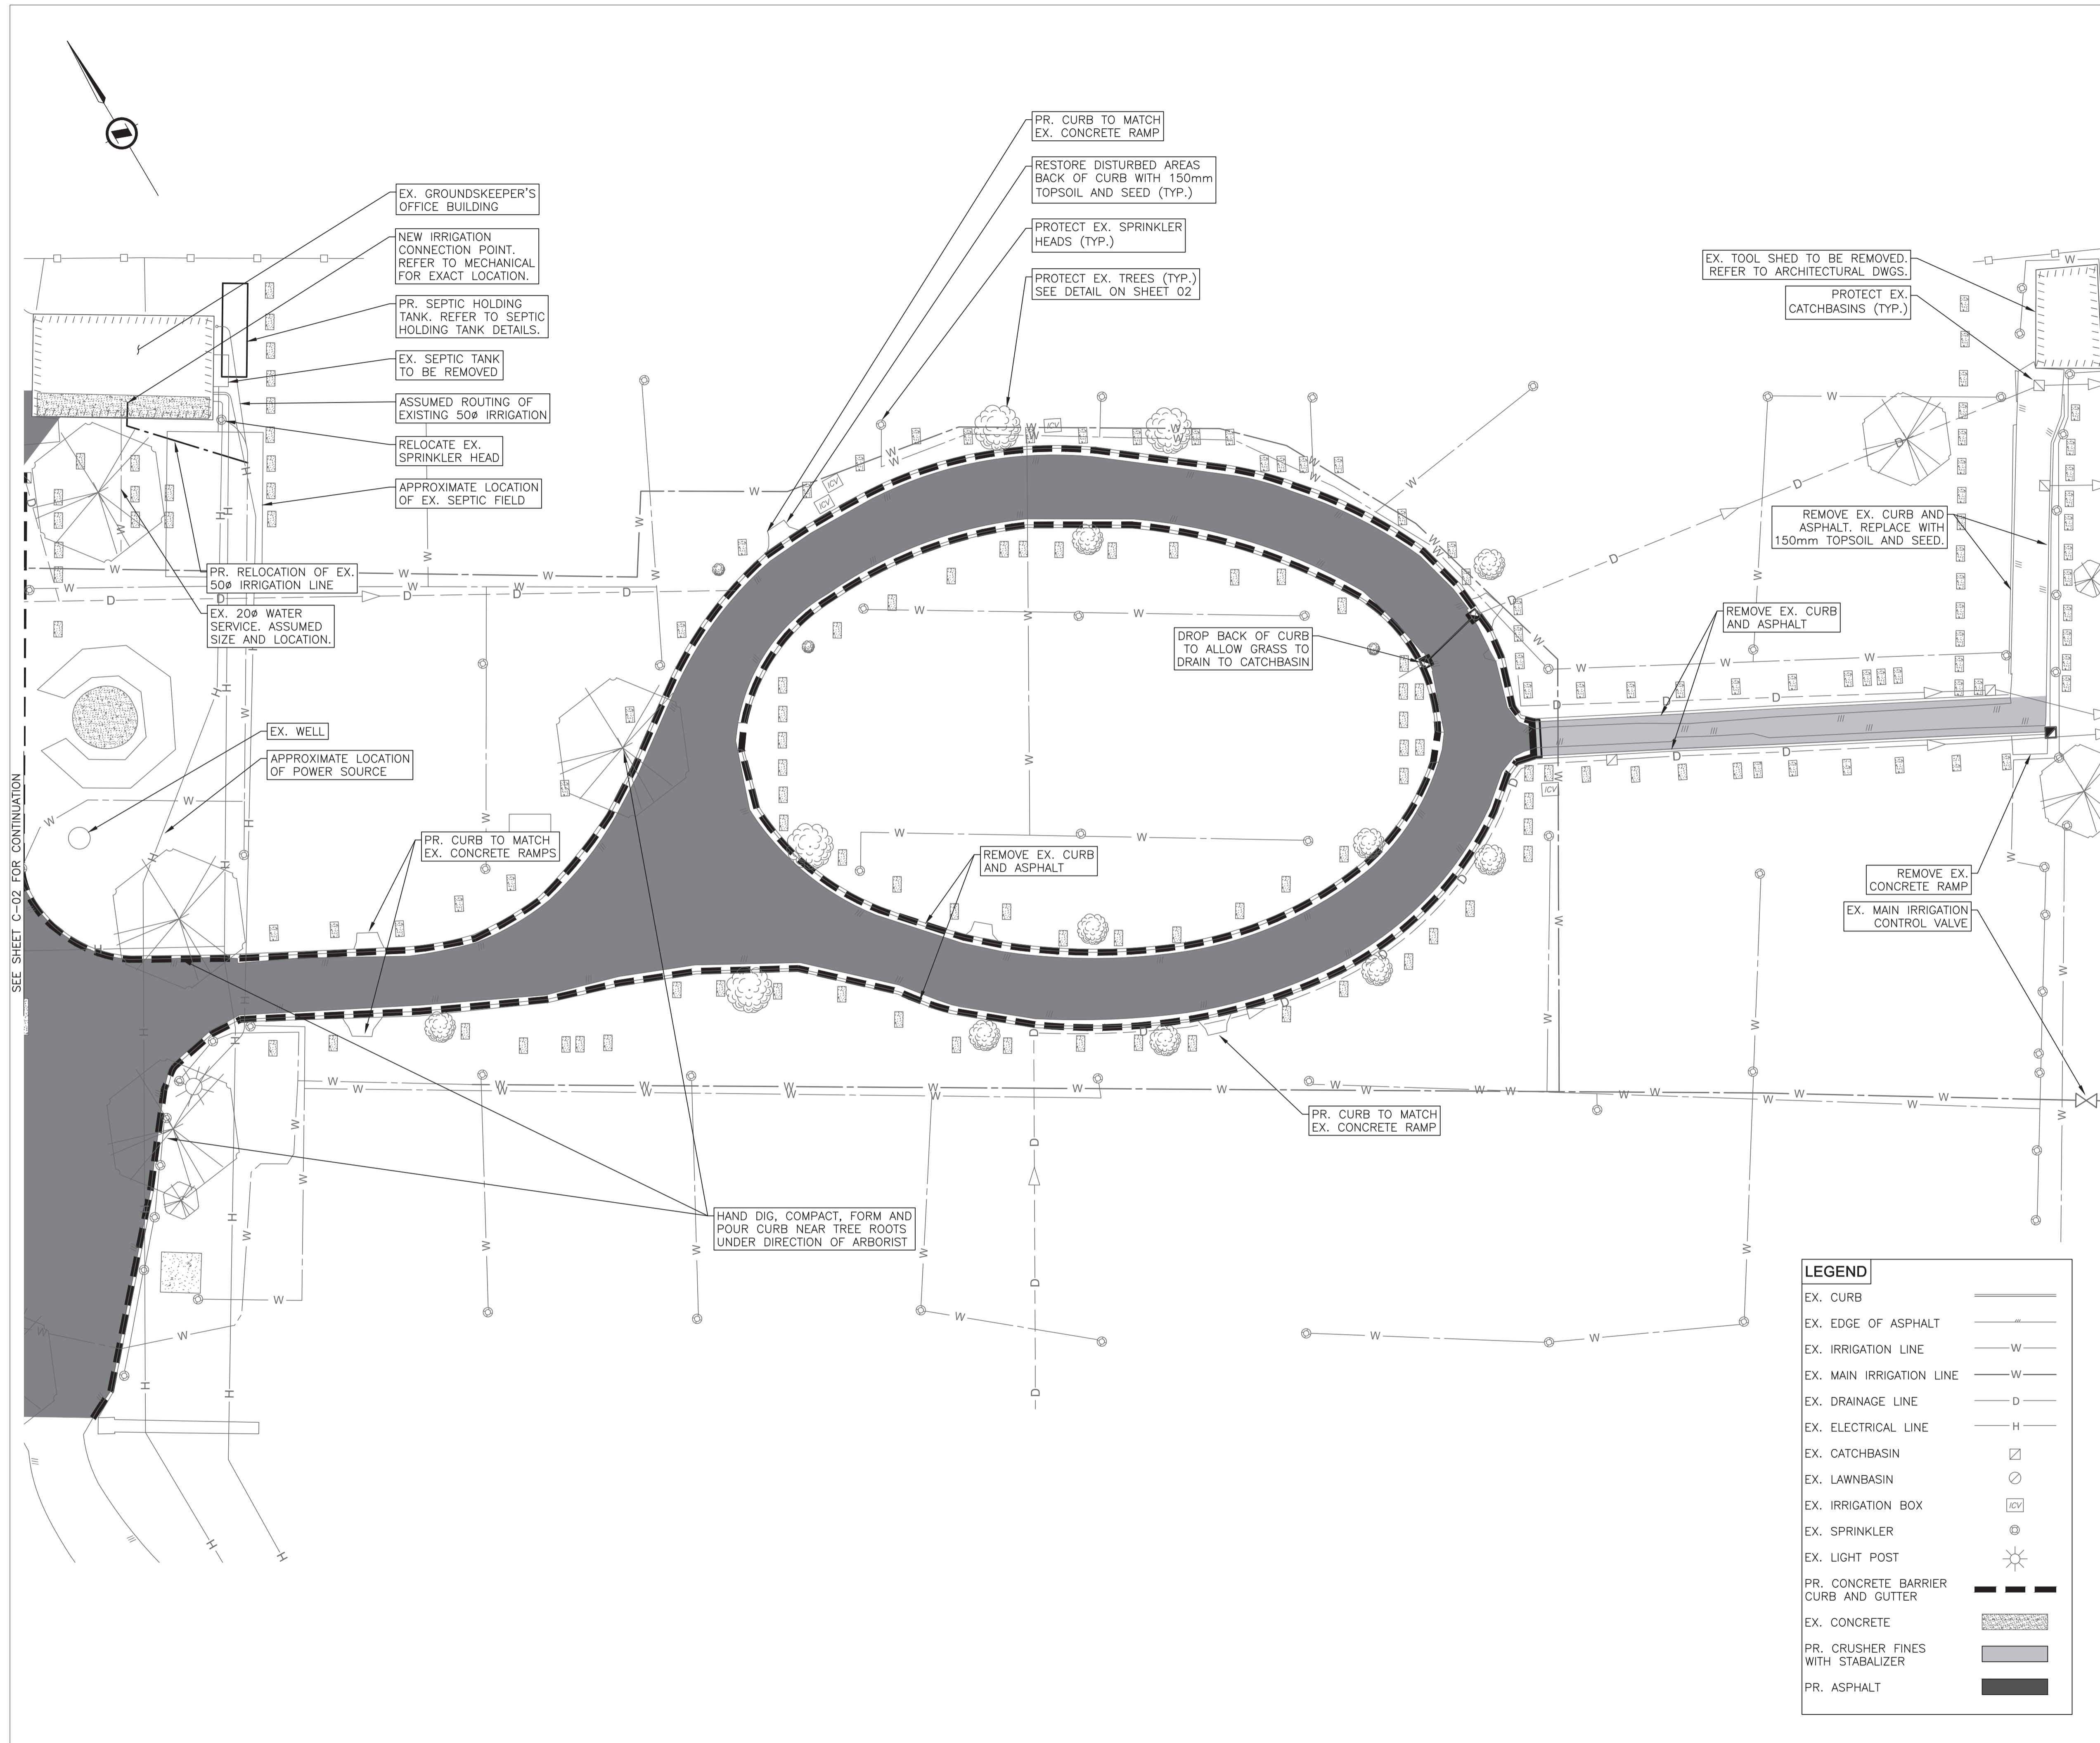 PR. CURB TO MATCH
EX. CONCRETE RAMP
RESTORE DISTURBED AREAS
BACK OF CURB WITH 150mm
TOPSOIL AND SEED (TYP.)
PROTECT EX. SPRINKLER
HEADS (TYP.)
PROTECT EX. TREES (TYP.)
SEE DETAIL ON SHEET 02
EX. GROUNDSKEEPER'S
OFFICE BUILDING
NEW IRRIGATION
CONNECTION POINT.
REFER TO MECHANICAL
FOR EXACT LOCATION.
PR. SEPTIC HOLDING
TANK. REFER TO SEPTIC
HOLDING TANK DETAILS.
EX. SEPTIC TANK
TO BE REMOVED
ASSUMED ROUTING OF
EXISTING 50ø IRRIGATION
RELOCATE EX.
SPRINKLER HEAD
APPROXIMATE LOCATION
OF EX. SEPTIC FIELD
PR. RELOCATION OF EX.
50ø IRRIGATION LINE
EX. 20ø WATER
SERVICE. ASSUMED
SIZE AND LOCATION.
EX. WELL
APPROXIMATE LOCATION
OF POWER SOURCE
SEE SHEET C-02 FOR CONTINUATION
PR. CURB TO MATCH
EX. CONCRETE RAMPS
REMOVE EX. CURB
AND ASPHALT
DROP BACK OF CURB
TO ALLOW GRASS TO
DRAIN TO CATCHBASIN
EX. TOOL SHED TO BE REMOVED.
REFER TO ARCHITECTURAL DWGS.
PROTECT EX.
CATCHBASINS (TYP.)
REMOVE EX. CURB AND
ASPHALT. REPLACE WITH
150mm TOPSOIL AND SEED.
REMOVE EX. CURB
AND ASPHALT
REMOVE EX.
CONCRETE RAMP
EX. MAIN IRRIGATION
CONTROL VALVE
PR. CURB TO MATCH
EX. CONCRETE RAMP
HAND DIG, COMPACT, FORM AND
POUR CURB NEAR TREE ROOTS
UNDER DIRECTION OF ARBORIST
ICV
ICV
ICV
ICV
LEGEND
EX. CURB
EX. EDGE OF ASPHALT
EX. IRRIGATION LINE W
EX. MAIN IRRIGATION LINE W
EX. DRAINAGE LINE D
EX. ELECTRICAL LINE H
EX. CATCHBASIN
EX. LAWNBASIN
EX. IRRIGATION BOX ICV
EX. SPRINKLER
EX. LIGHT POST
PR. CONCRETE BARRIER
CURB AND GUTTER
EX. CONCRETE
PR. CRUSHER FINES
WITH STABALIZER
PR. ASPHALT